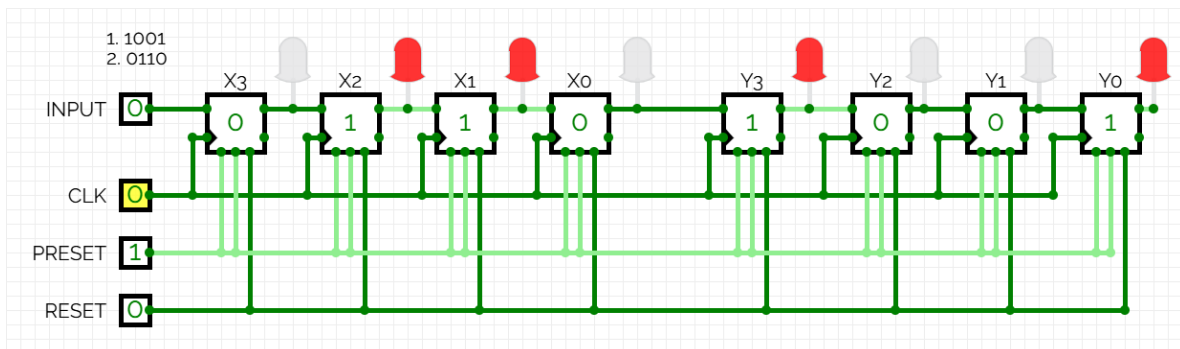 1. 1001
2. 0110
X3 X2 X1 X0 Y3 Y2 Y1 Y0
INPUT 0 0 1 1 0 1 0 0 1
CLK 0
PRESET 1
RESET 0